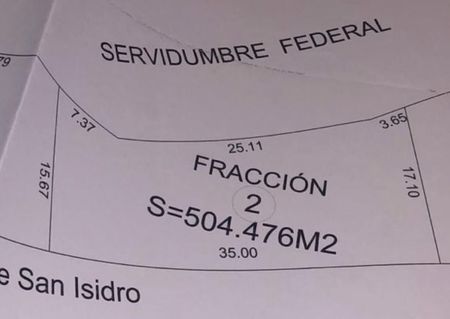 SERVIDUMBRE FEDERAL
79
7.37
25.11
3.65
15.67
FRACCIÓN
2
17.10
S=504.476M2
35.00
e San Isidro